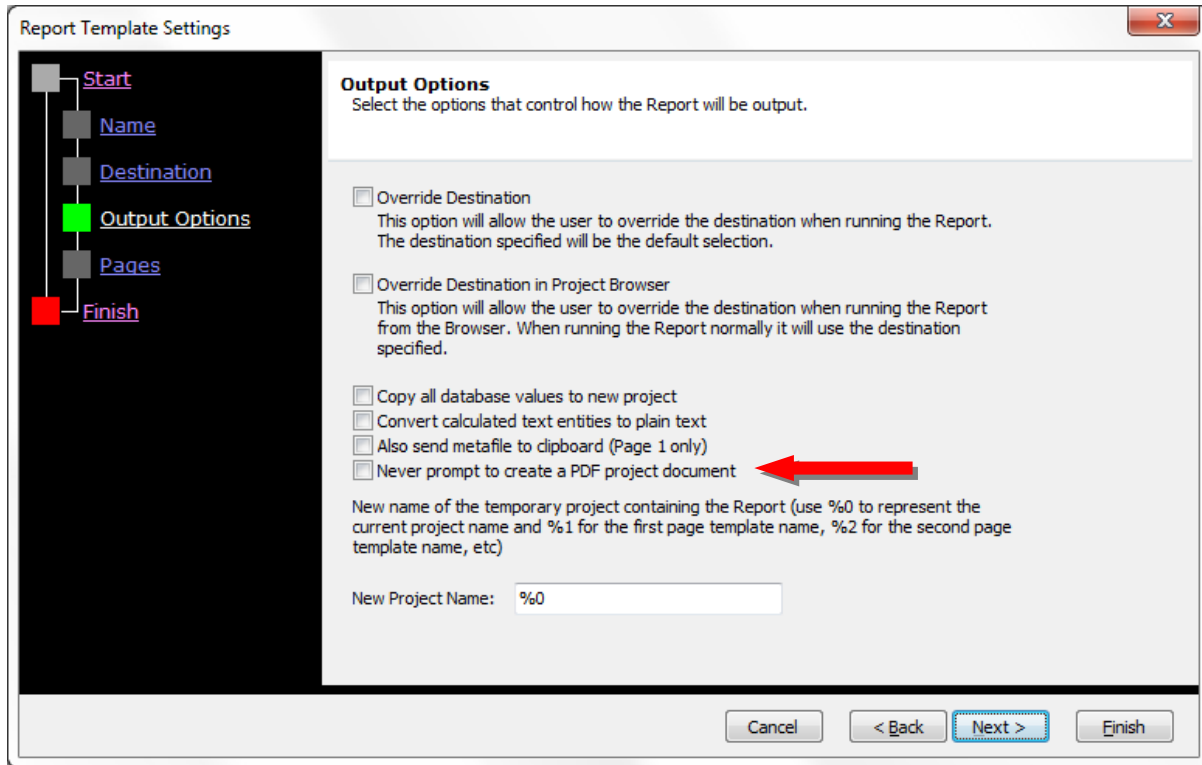 Report Template Settings
X
Start
Name
Destination
Output Options
Pages
Finish
Output Options
Select the options that control how the Report will be output.
Override Destination
This option will allow the user to override the destination when running the Report.
The destination specified will be the default selection.
Override Destination in Project Browser
This option will allow the user to override the destination when running the Report
from the Browser. When running the Report normally it will use the destination
specified.
Copy all database values to new project
Convert calculated text entities to plain text
Also send metafile to clipboard (Page 1 only)
Never prompt to create a PDF project document
New name of the temporary project containing the Report (use %0 to represent the
current project name and %1 for the first page template name, %2 for the second page
template name, etc)
New Project Name: %0
Cancel < Back Next > Finish